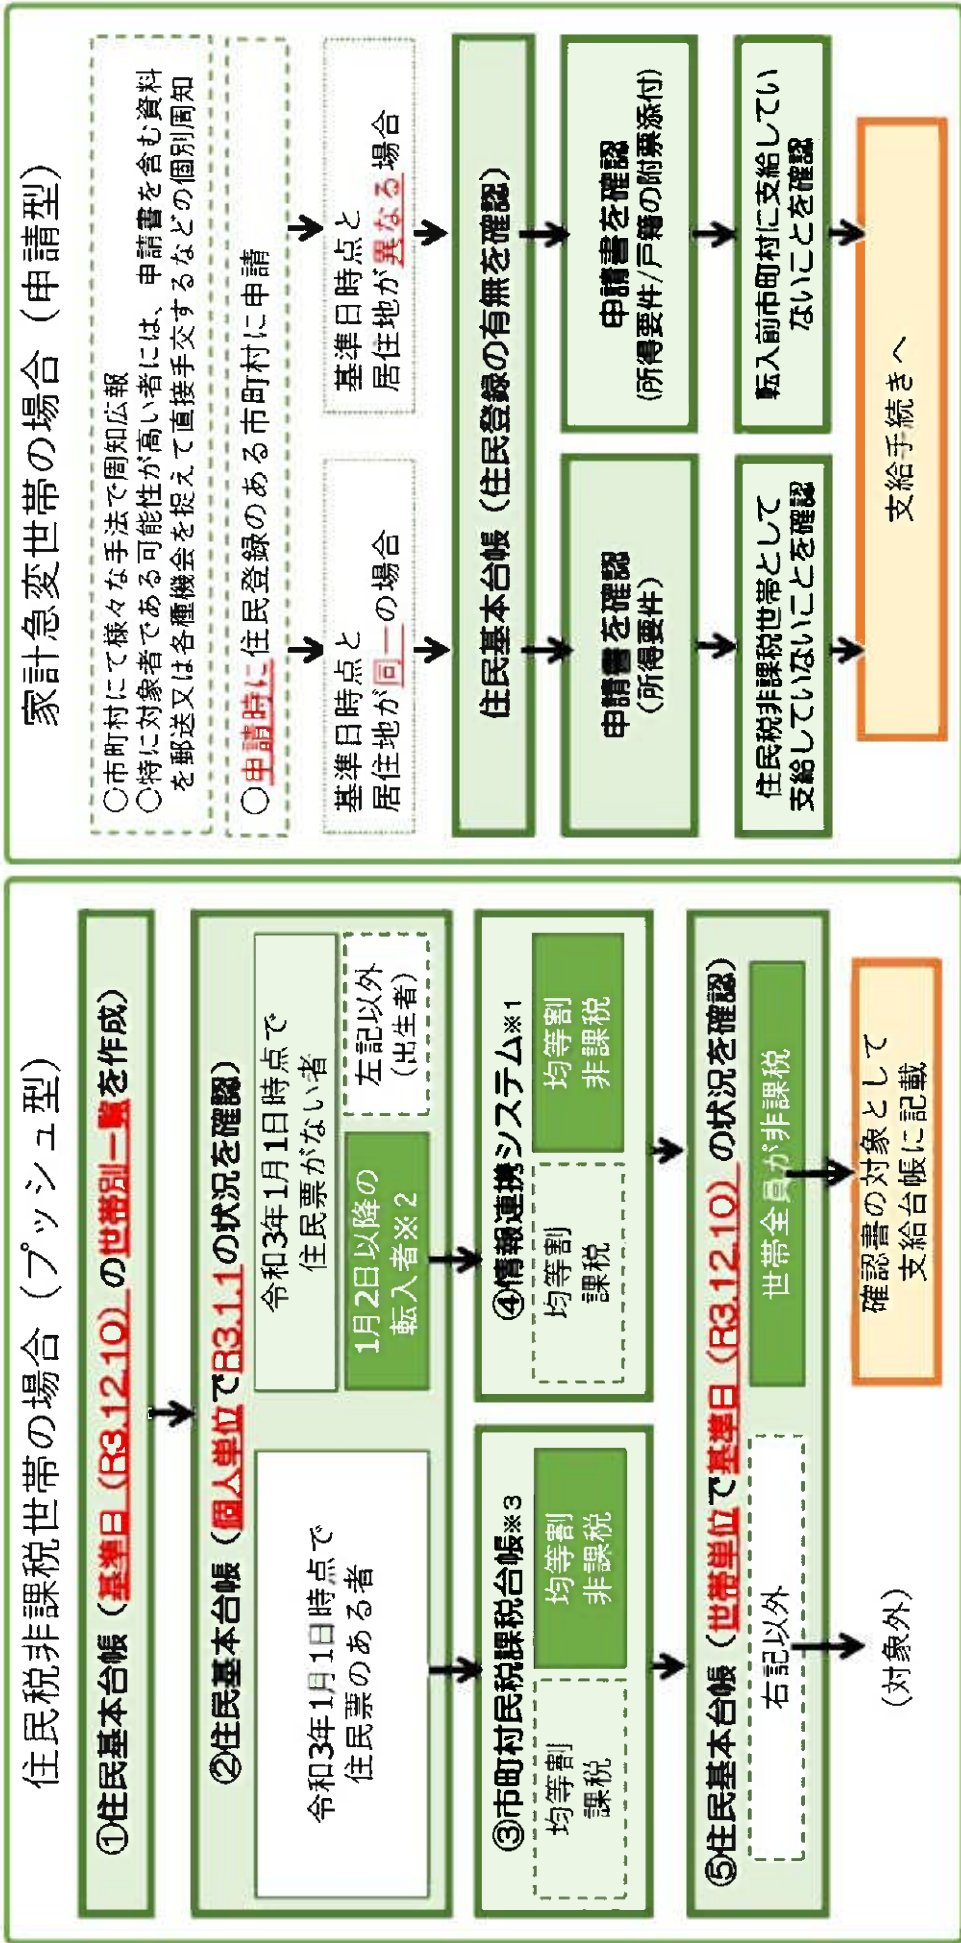 住民税非課税世帯の場合（プッシュ型）
①住民基本台帳（基準日（R3.12.10）の世帯別一覧を作成）
②住民基本台帳（個人単位でR3.1.1の状況を確認）
令和3年1月1日時点で
住民票のある者
令和3年1月1日時点で
住民票がない者
1月2日以降の
転入者※2
左記以外
（出生者）
③市町村民税課税台帳※3
均等割
課税
均等割
非課税
④情報連携システム※1
均等割
課税
均等割
非課税
⑤住民基本台帳（世帯単位で基準日（R3.12.10）の状況を確認）
右記以外
世帯全員が非課税
（対象外）
確認書の対象として
支給台帳に記載
家計急変世帯の場合（申請型）
○市町村にて様々な手法で周知広報
○特に対象者である可能性が高い者には、申請書を含む資料
を郵送又は各種機会を捉えて直接手交するなどの個別周知
○申請時に住民登録のある市町村に申請
基準日時点と
居住地が同一の場合
基準日時点と
居住地が異なる場合
住民基本台帳（住民登録の有無を確認）
申請書を確認
（所得要件）
申請書を確認
（所得要件/戸籍の附票添付）
住民税非課税世帯として
支給していないことを確認
転入前市町村に支給してい
ないことを確認
支給手続きへ